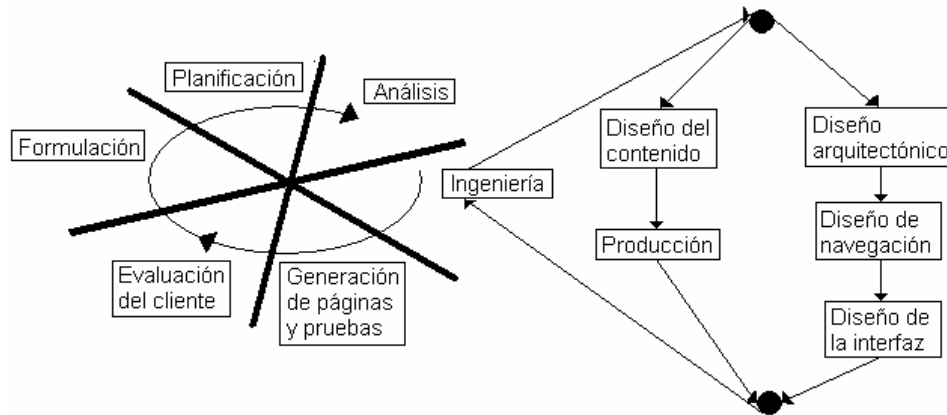 Planificación
Análisis
Formulación
Ingeniería
Evaluación
del cliente
Generación
de páginas
y pruebas
Diseño del
contenido
Producción
Diseño
arquitectónico
Diseño de
navegación
Diseño de
la interfaz